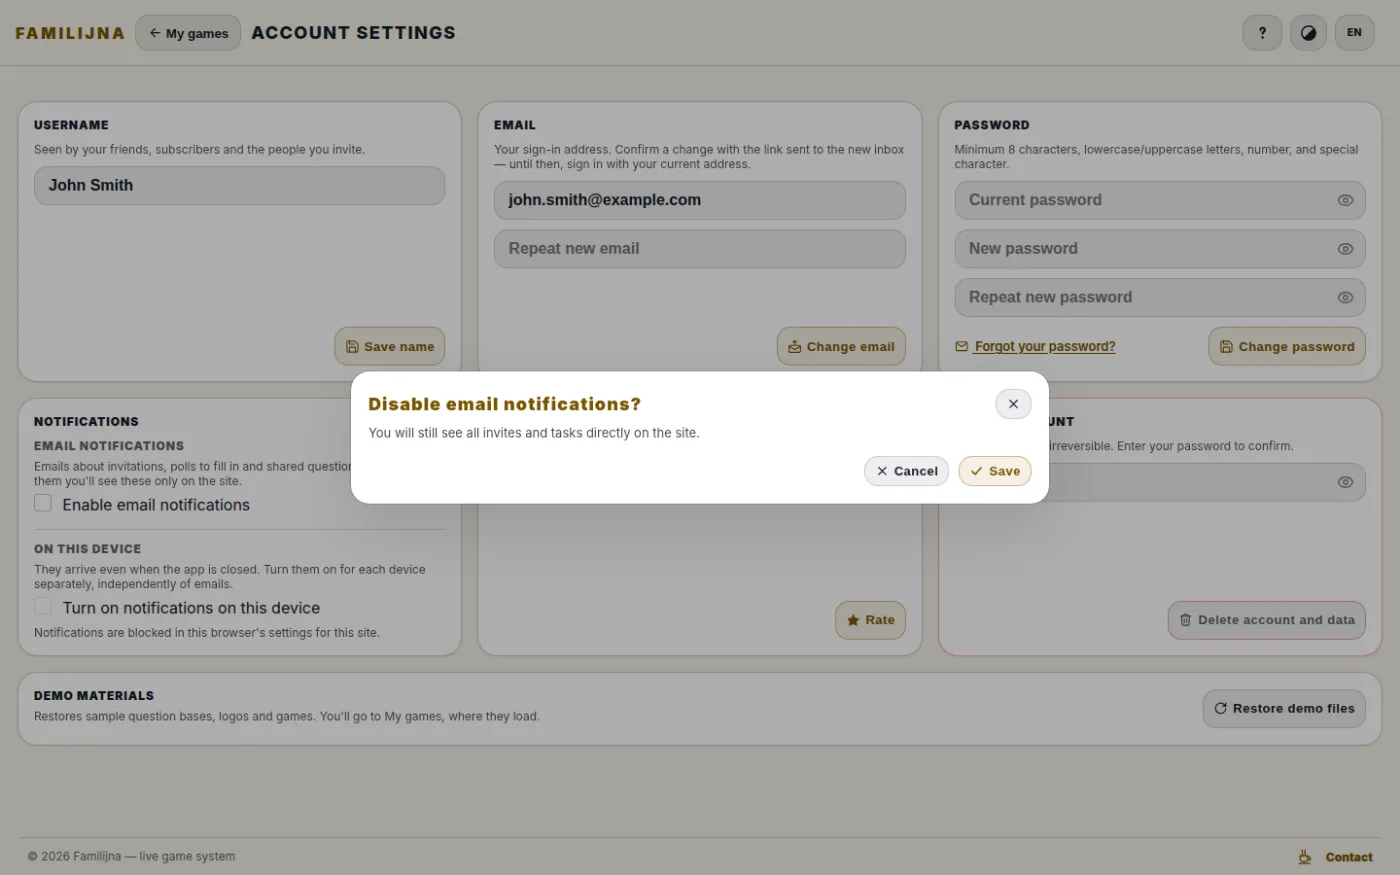 FAMILIJNA
← My games
ACCOUNT SETTINGS
?
EN
USERNAME
Seen by your friends, subscribers and the people you invite.
John Smith
Save name
EMAIL
Your sign-in address. Confirm a change with the link sent to the new inbox
— until then, sign in with your current address.
john.smith@example.com
Repeat new email
Change email
PASSWORD
Minimum 8 characters, lowercase/uppercase letters, number, and special
character.
Current password
New password
Repeat new password
Forgot your password?
Change password
Disable email notifications?
You will still see all invites and tasks directly on the site.
Cancel
Save
NOTIFICATIONS
EMAIL NOTIFICATIONS
Emails about invitations, polls to fill in and shared question
them you'll see these only on the site.
Enable email notifications
ON THIS DEVICE
They arrive even when the app is closed. Turn them on for each device
separately, independently of emails.
Turn on notifications on this device
Notifications are blocked in this browser's settings for this site.
Rate
irreversible. Enter your password to confirm.
Delete account and data
DEMO MATERIALS
Restores sample question bases, logos and games. You'll go to My games, where they load.
Restore demo files
© 2026 Familijna — live game system
Contact